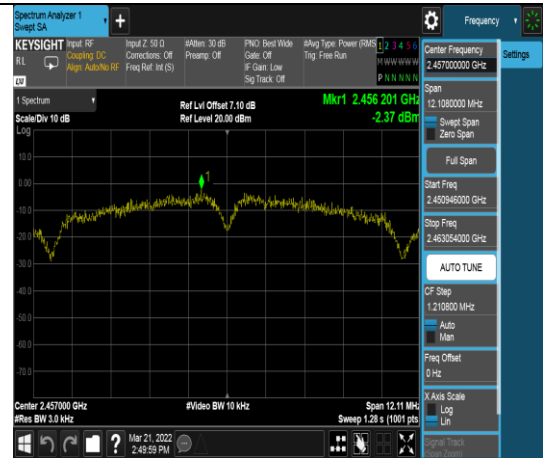 Spectrum Analyzer 1
Swept SA
+
Frequency
KEYSIGHT
RL
LXI
Input: RF
Coupling: DC
Align: Auto/No RF
Input Z: 50 Ω
Corrections: Off
Freq Ref: Int (S)
#Atten: 30 dB
Preamp: Off
PNO: Best Wide
Gate: Off
IF Gain: Low
Sig Track: Off
#Avg Type: Power (RMS
Trig: Free Run
1 2 3 4 5 6
M W W W W W
P N N N N N
1 Spectrum
Scale/Div 10 dB
Log
Ref Lvl Offset 7.10 dB
Ref Level 20.00 dBm
Mkr1 2.456 201 GHz
-2.37 dBm
1
10.0
0.00
-10.0
-20.0
-30.0
-40.0
-50.0
-60.0
-70.0
Center 2.457000 GHz
#Res BW 3.0 kHz
#Video BW 10 kHz
Span 12.11 MHz
Sweep 1.28 s (1001 pts)
?
Mar 21, 2022
2:49:59 PM
Center Frequency
2.457000000 GHz
Span
12.1080000 MHz
Swept Span
Zero Span
Full Span
Start Freq
2.450946000 GHz
Stop Freq
2.463054000 GHz
AUTO TUNE
CF Step
1.210800 MHz
Auto
Man
Freq Offset
0 Hz
X Axis Scale
Log
Lin
Signal Track
(Span Zoom)
Settings